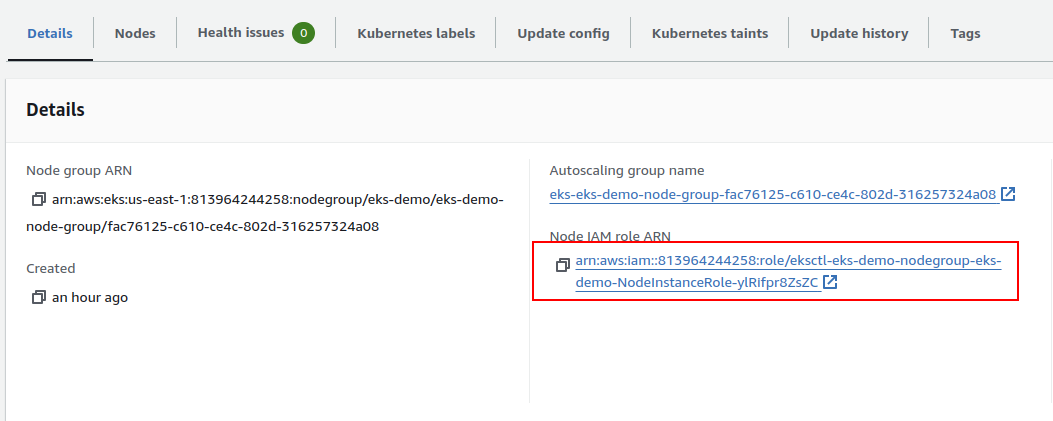 Details
Nodes
Health issues 0
Kubernetes labels
Update config
Kubernetes taints
Update history
Tags
Details
Node group ARN
arn:aws:eks:us-east-1:813964244258:nodegroup/eks-demo/eks-demo-
node-group/fac76125-c610-ce4c-802d-316257324a08
Created
an hour ago
Autoscaling group name
eks-eks-demo-node-group-fac76125-c610-ce4c-802d-316257324a08
Node IAM role ARN
arn:aws:iam::813964244258:role/eksctl-eks-demo-nodegroup-eks-
demo-NodeInstanceRole-ylRifpr8ZsZC